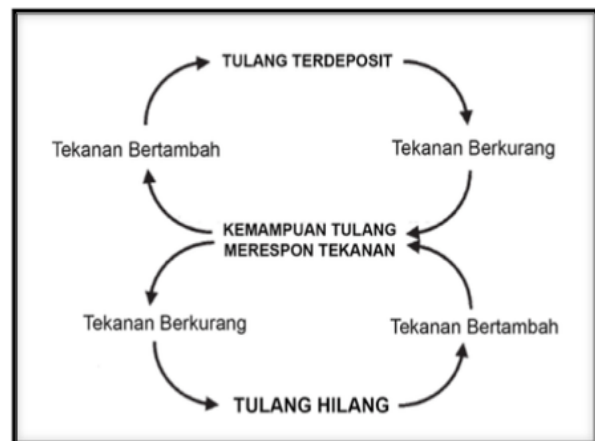 TULANG TERDEPOSIT
Tekanan Bertambah
Tekanan Berkurang
KEMAMPUAN TULANG
MERESPON TEKANAN
Tekanan Berkurang
Tekanan Bertambah
TULANG HILANG